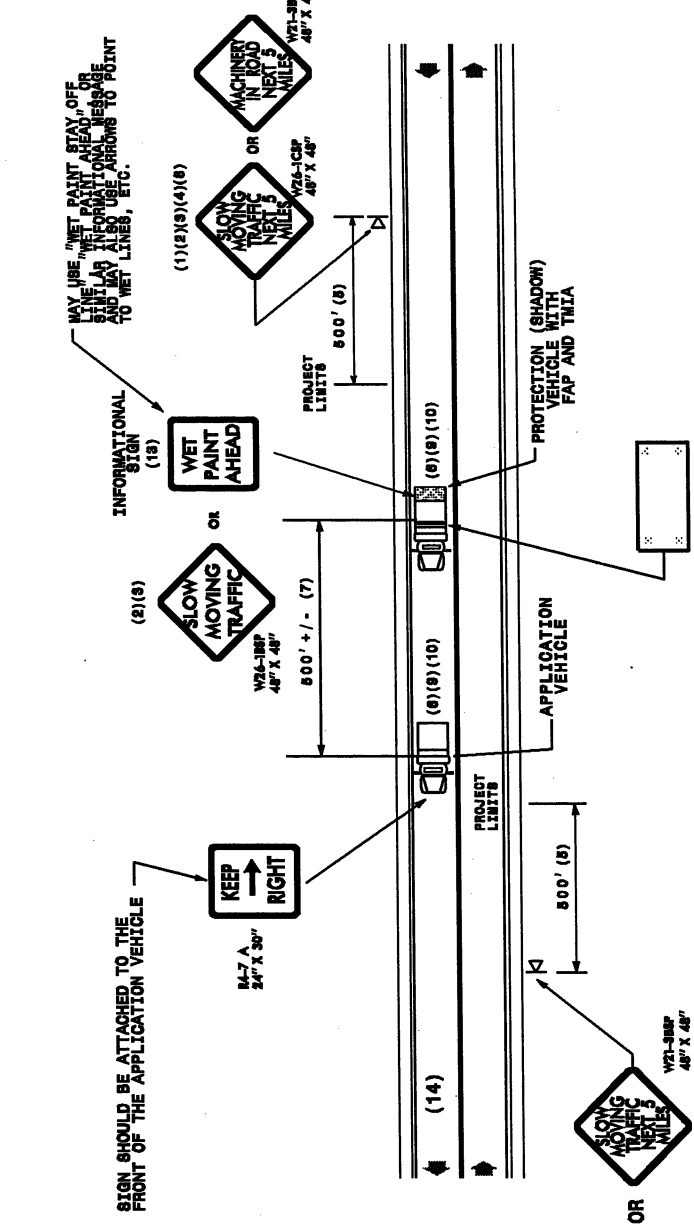 MAY USE "WET PAINT STAY OFF
LINE" "WET PAINT AHEAD", OR
SIMILAR INFORMATIONAL MESSAGE
AND MAY ALSO USE ARROWS TO POINT
TO WET LINES, ETC.
SIGN SHOULD BE ATTACHED TO THE
FRONT OF THE APPLICATION VEHICLE
KEEP
RIGHT
R4-7 A
24" X 30"
(2)(3)
SLOW
MOVING
TRAFFIC
W26-1BSP
48" X 48"
OR
INFORMATIONAL
SIGN
(13)
WET
PAINT
AHEAD
(1)(2)(3)(4)(8)
SLOW
MOVING
TRAFFIC
NEXT 5
MILES
W26-1CSP
48" X 48"
OR
MACHINERY
IN ROAD
NEXT 5
MILES
48" X
500' +/- (7)
PROJECT
LIMITS
500' (5)
(14)
(6)(9)(10)
(6)(9)(10)
PROJECT
LIMITS
500' (5)
APPLICATION
VEHICLE
PROTECTION (SHADOW)
VEHICLE WITH
FAP AND TMIA
OR
SLOW
MOVING
TRAFFIC
NEXT 5
MILES
48" X 48"